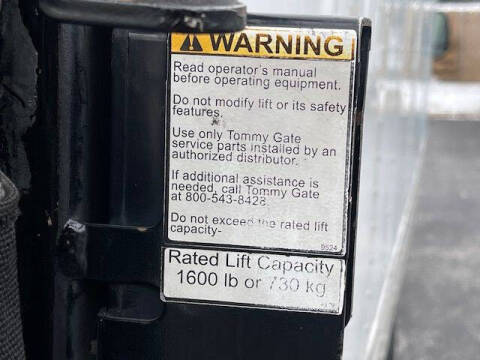 WARNING
Read operator's manual
before operating equipment.
Do not modify lift or its safety
features.
Use only Tommy Gate
service parts installed by an
authorized distributor.
If additional assistance is
needed, call Tommy Gate
at 800-543-8428.
Do not exceed the rated lift
capacity-
9524
Rated Lift Capacity
1600 lb or 730 kg